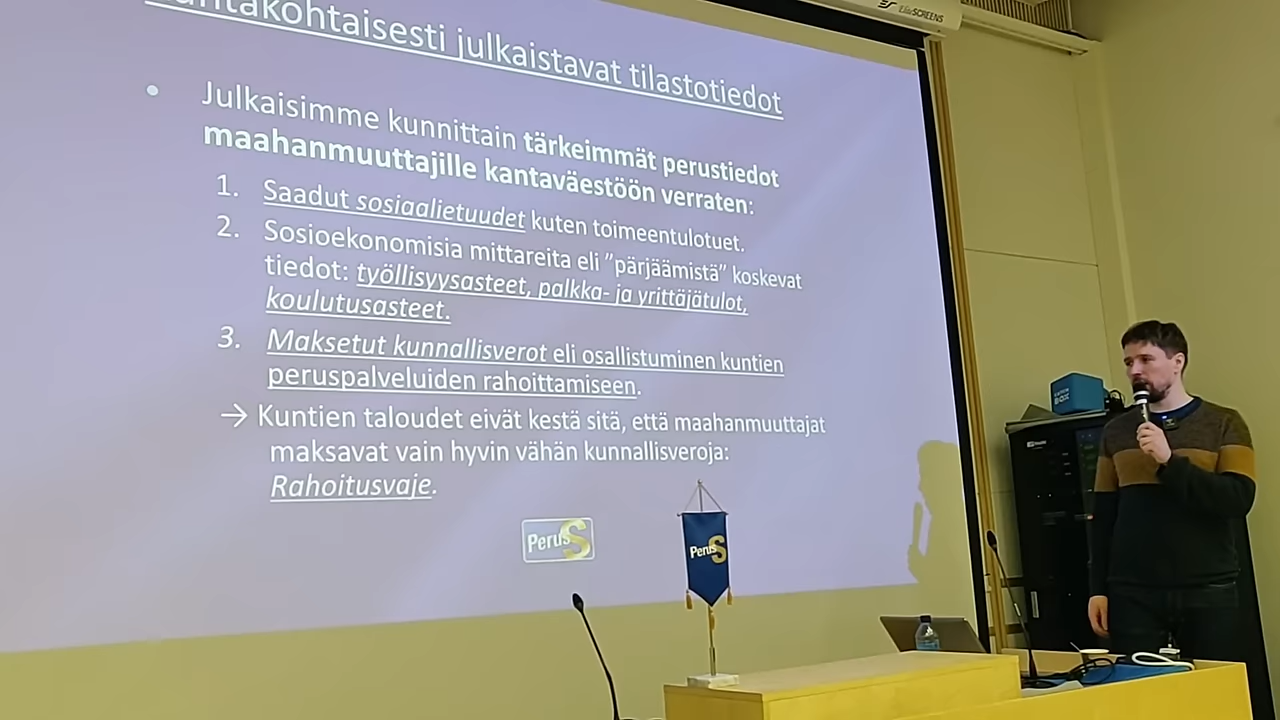 julkaistavat tilastotiedot
• Julkaisimme kunnittain tärkeimmät perustiedot
maahanmuuttajille kantaväestöön verraten:
1. Saadut sosiaalietuudet kuten toimeentulotuet.
2. Sosioekonomisia mittareita eli ”pärjäämistä” koskevat
tiedot: työllisyysasteet, palkka- ja yrittäjätulot,
koulutusasteet.
3. Maksetut kunnallisverot eli osallistuminen kuntien
peruspalveluiden rahoittamiseen.
→ Kuntien taloudet eivät kestä sitä, että maahanmuuttajat
maksavat vain hyvin vähän kunnallisveroja:
Rahoitusvaje.
PerusS
PerusS
EliteSCREENS